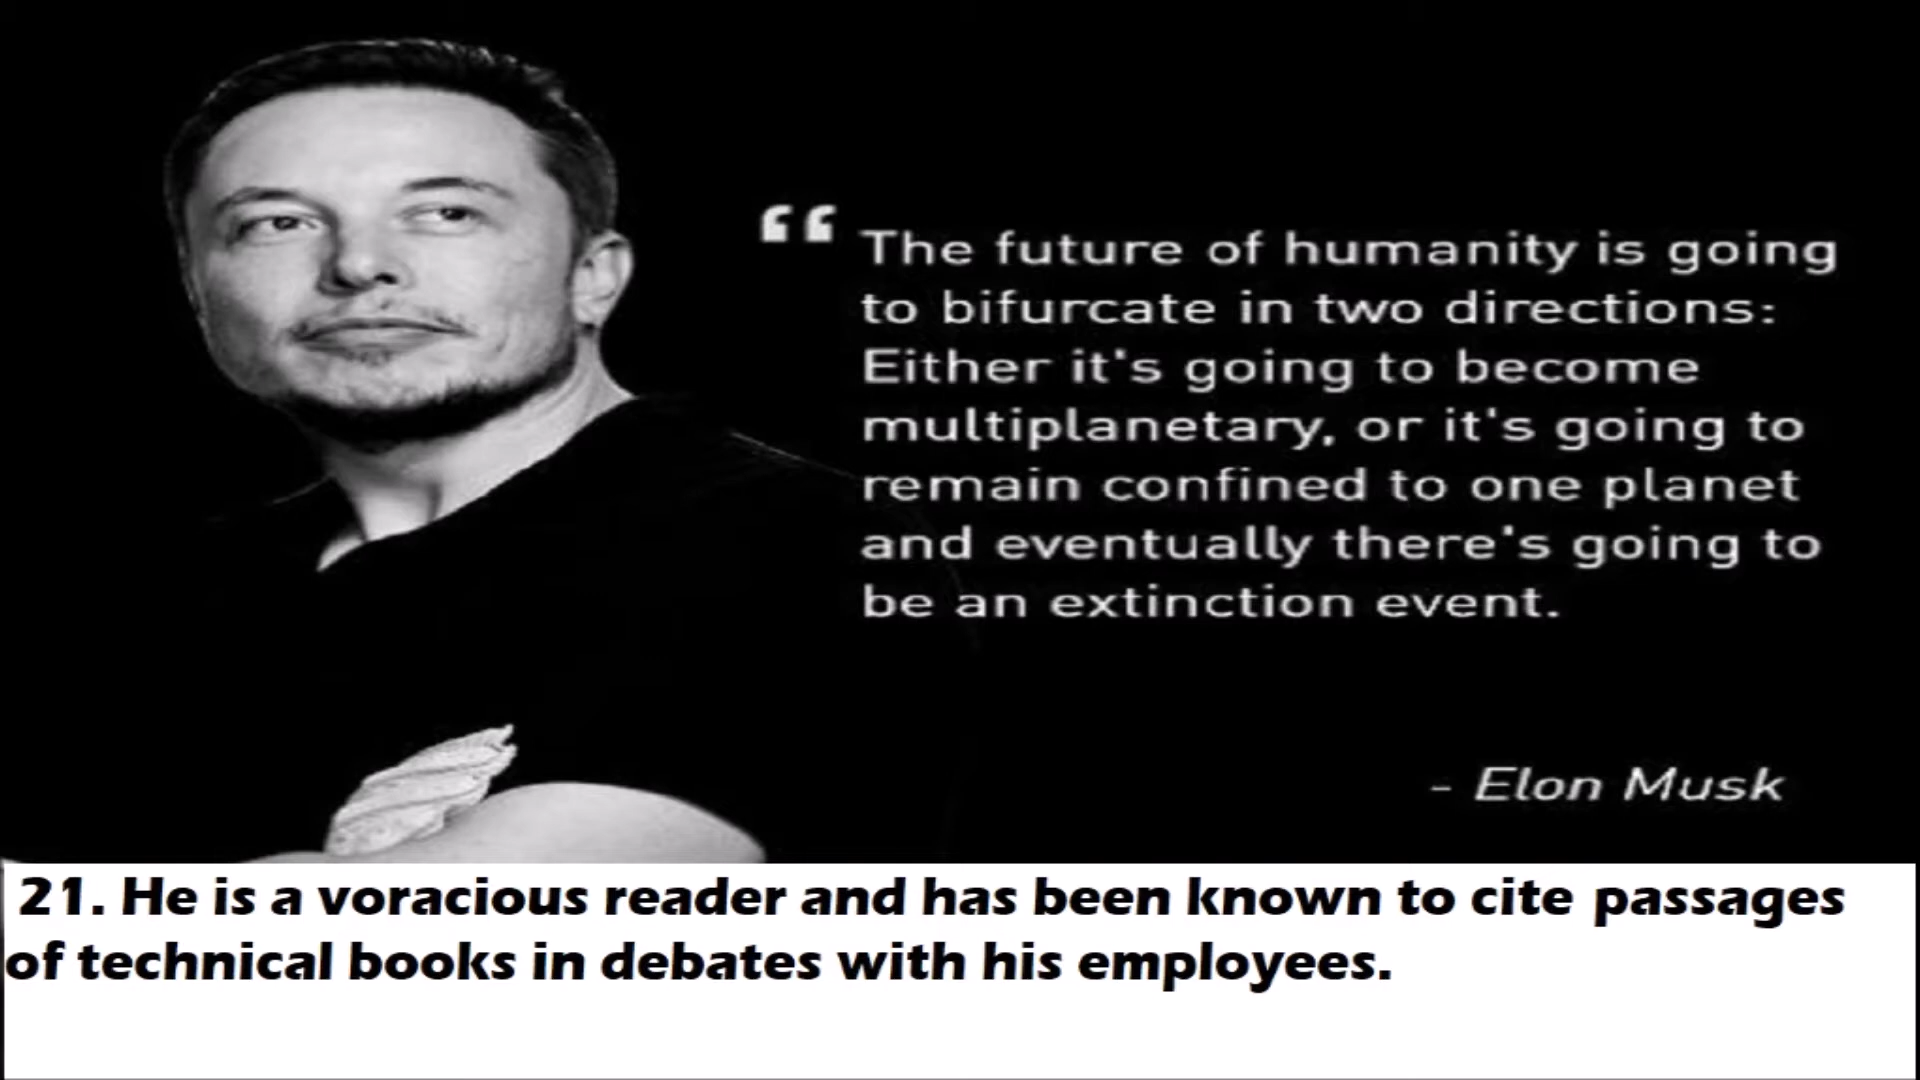 “ The future of humanity is going
to bifurcate in two directions:
Either it's going to become
multiplanetary, or it's going to
remain confined to one planet
and eventually there's going to
be an extinction event.
- Elon Musk
21. He is a voracious reader and has been known to cite passages
of technical books in debates with his employees.